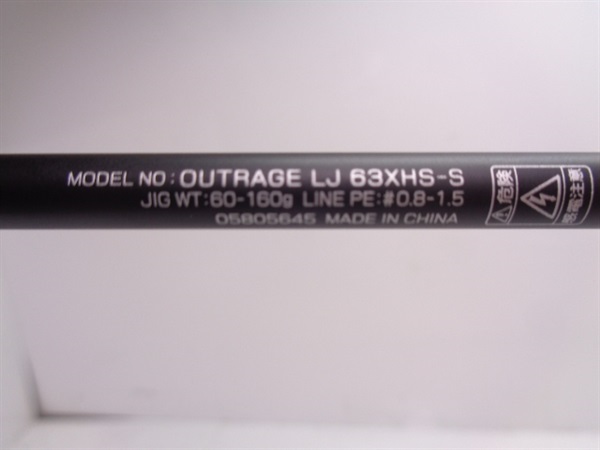 MODEL NO: OUTRAGE LJ 63XHS-S
JIG WT:60-160g LINE PE:#0.8-1.5
05805645 MADE IN CHINA
危険
感電注意